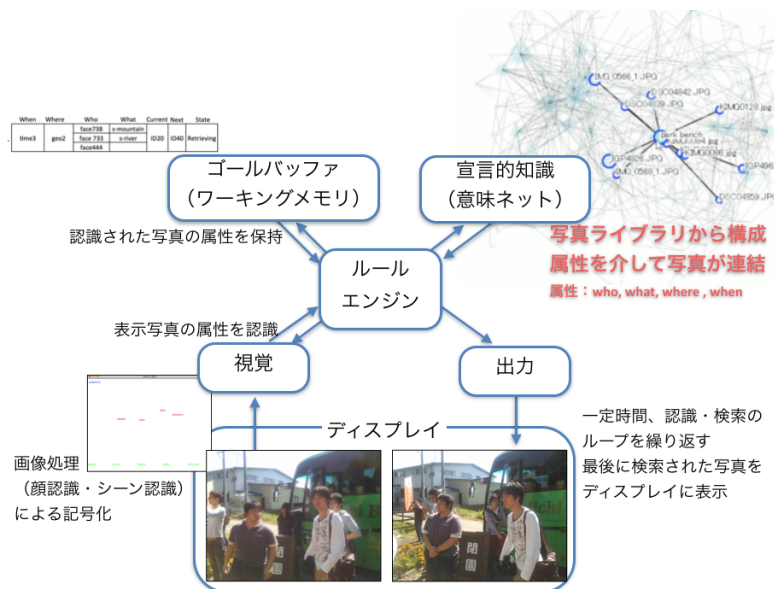 When Where Who What Current Next State
time3 geo2 face738 s-mountain ID20 ID40 Retrieving
face 733 s-river
face444
IMG_0566_1.JPG
DSC04842.JPG
DSC04839.JPG
KIMG0128.jpg
park bench
KIMG0086.jpg
IMG_0568_1.JPG
DSC04859.JPG
ゴールバッファ
（ワーキングメモリ）
宣言的知識
（意味ネット）
写真ライブラリから構成
属性を介して写真が連結
属性：who, what, where , when
認識された写真の属性を保持
ルール
エンジン
表示写真の属性を認識
視覚
出力
ディスプレイ
画像処理
（顔認識・シーン認識）
による記号化
一定時間、認識・検索の
ループを繰り返す
最後に検索された写真を
ディスプレイに表示
閉園
閉園